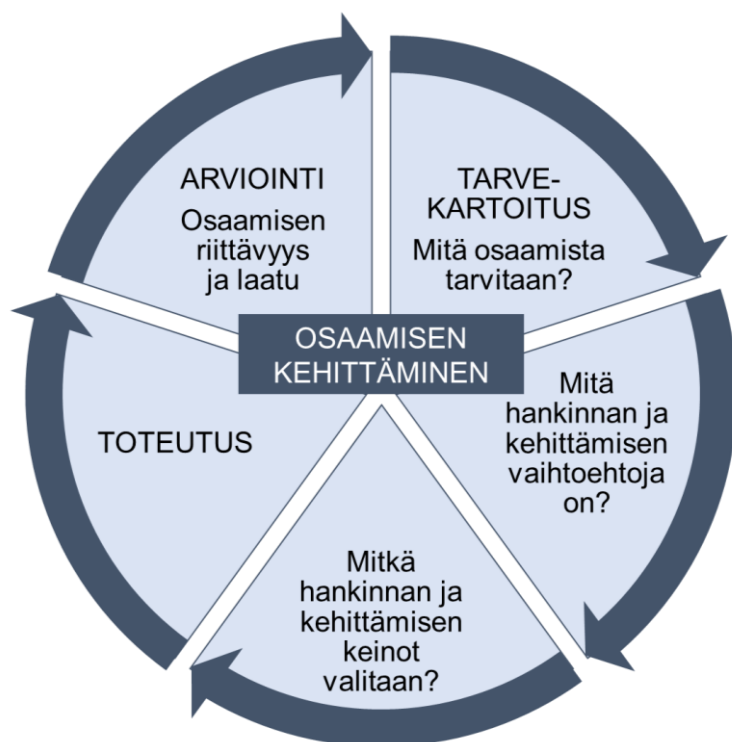 ARVIOINTI
Osaamisen
riittävyys
ja laatu
TARVE-
KARTOITUS
Mitä osaamista
tarvitaan?
OSAAMISEN
KEHITTÄMINEN
Mitä
hankinnan ja
kehittämisen
vaihtoehtoja
on?
Mitkä
hankinnan ja
kehittämisen
keinot
valitaan?
TOTEUTUS